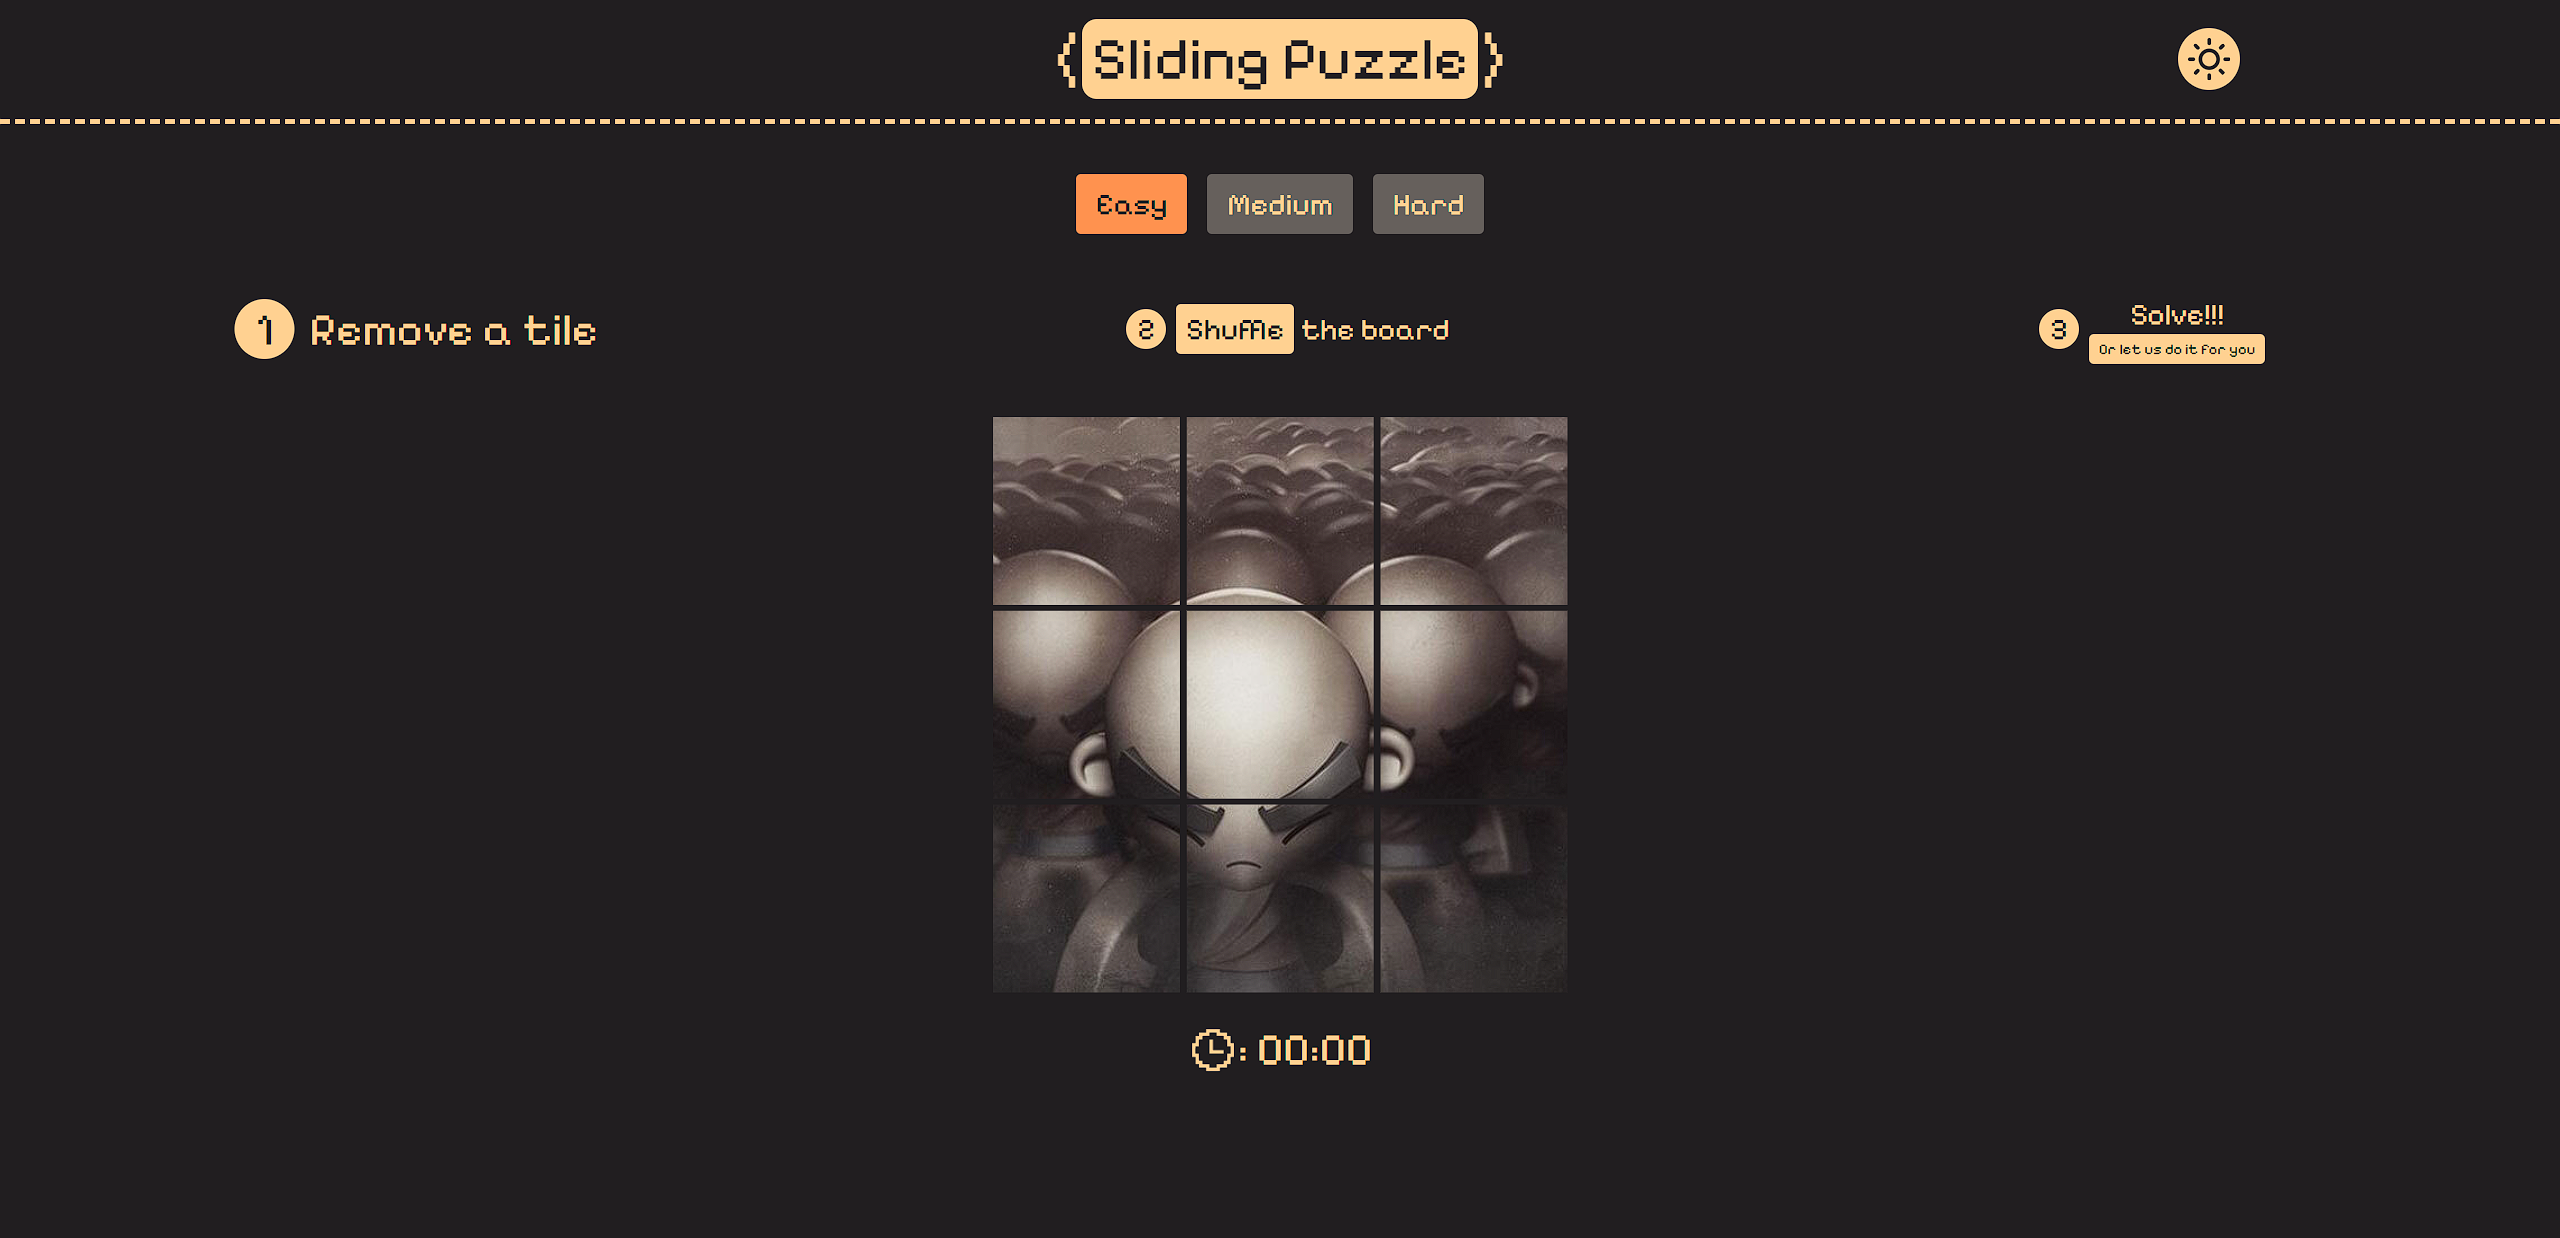 {Sliding Puzzle}
Easy Medium Hard
1 Remove a tile
2 Shuffle the board
3 Solve!!!
Or let us do it for you
: 00:00